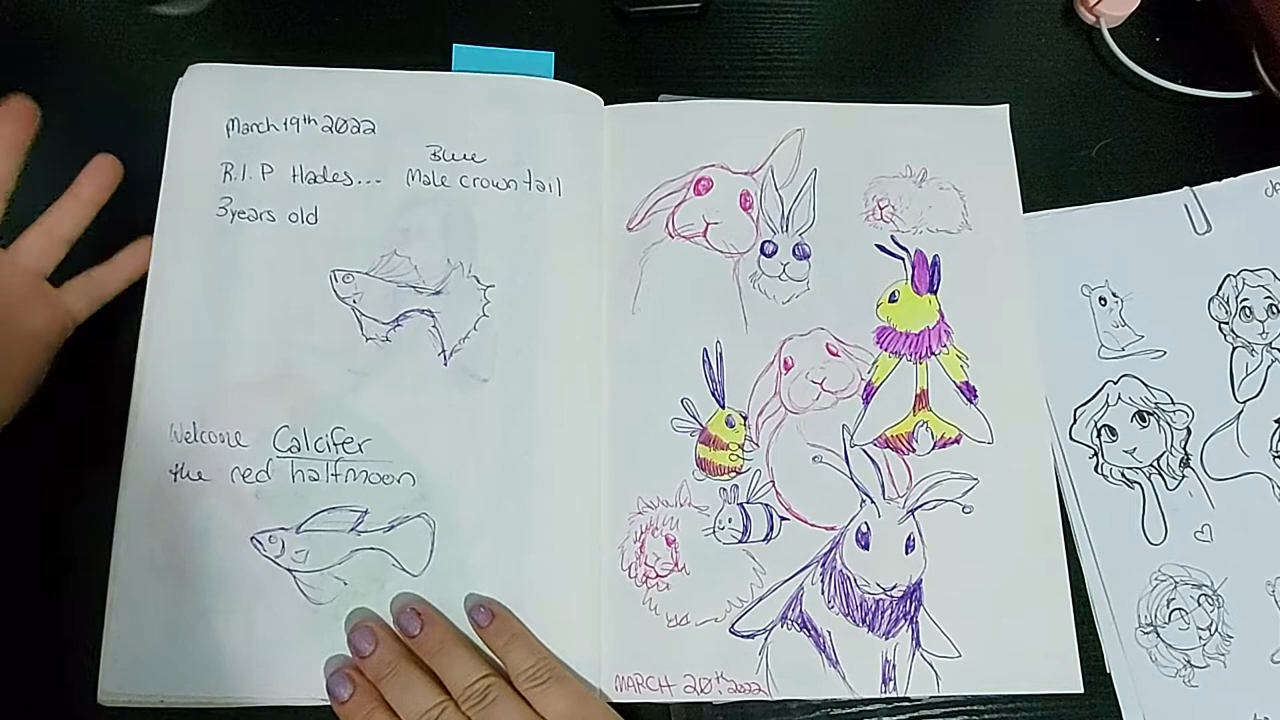 March 19th 2022
Blue
R.I.P Hades... Male crowntail
3years old
Welcome Calcifer
the red halfmoon
MARCH 20th 2022